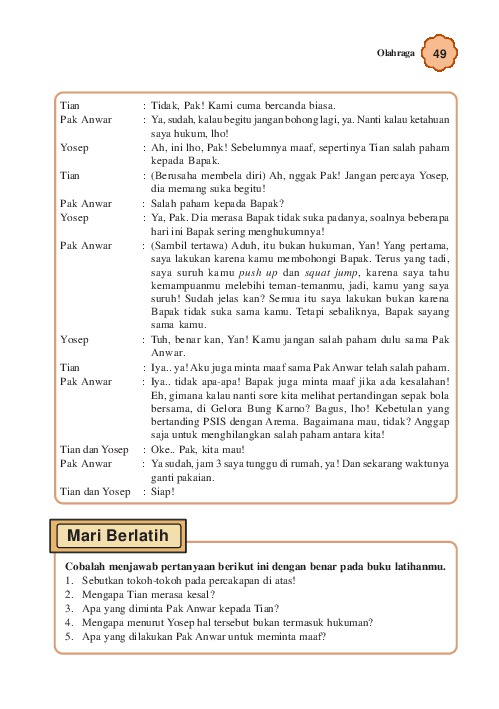 Olahraga 49
Tian : Tidak, Pak! Kami cuma bercanda biasa.
Pak Anwar : Ya, sudah, kalau begitu jangan bohong lagi, ya. Nanti kalau ketahuan
saya hukum, lho!
Yosep : Ah, ini lho, Pak! Sebelumnya maaf, sepertinya Tian salah paham
kepada Bapak.
Tian : (Berusaha membela diri) Ah, nggak Pak! Jangan percaya Yosep,
dia memang suka begitu!
Pak Anwar : Salah paham kepada Bapak?
Yosep : Ya, Pak. Dia merasa Bapak tidak suka padanya, soalnya beberapa
hari ini Bapak sering menghukumnya!
Pak Anwar : (Sambil tertawa) Aduh, itu bukan hukuman, Yan! Yang pertama,
saya lakukan karena kamu membohongi Bapak. Terus yang tadi,
saya suruh kamu push up dan squat jump, karena saya tahu
kemampuanmu melebihi teman-temanmu, jadi, kamu yang saya
suruh! Sudah jelas kan? Semua itu saya lakukan bukan karena
Bapak tidak suka sama kamu. Tetapi sebaliknya, Bapak sayang
sama kamu.
Yosep : Tuh, benar kan, Yan! Kamu jangan salah paham dulu sama Pak
Anwar.
Tian : Iya.. ya! Aku juga minta maaf sama Pak Anwar telah salah paham.
Pak Anwar : Iya.. tidak apa-apa! Bapak juga minta maaf jika ada kesalahan!
Eh, gimana kalau nanti sore kita melihat pertandingan sepak bola
bersama, di Gelora Bung Karno? Bagus, lho! Kebetulan yang
bertanding PSIS dengan Arema. Bagaimana mau, tidak? Anggap
saja untuk menghilangkan salah paham antara kita!
Tian dan Yosep : Oke.. Pak, kita mau!
Pak Anwar : Ya sudah, jam 3 saya tunggu di rumah, ya! Dan sekarang waktunya
ganti pakaian.
Tian dan Yosep : Siap!
Mari Berlatih
Cobalah menjawab pertanyaan berikut ini dengan benar pada buku latihanmu.
1. Sebutkan tokoh-tokoh pada percakapan di atas!
2. Mengapa Tian merasa kesal?
3. Apa yang diminta Pak Anwar kepada Tian?
4. Mengapa menurut Yosep hal tersebut bukan termasuk hukuman?
5. Apa yang dilakukan Pak Anwar untuk meminta maaf?